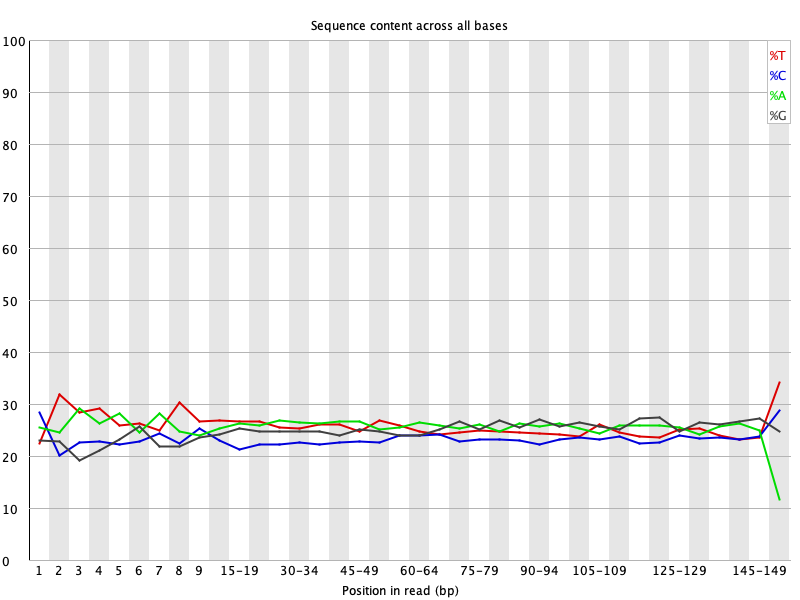 Sequence content across all bases
100
90
80
70
60
50
40
30
20
10
0
%T
%C
%A
%G
1 2 3 4 5 6 7 8 9 15-19 30-34 45-49 60-64 75-79 90-94 105-109 125-129 145-149
Position in read (bp)